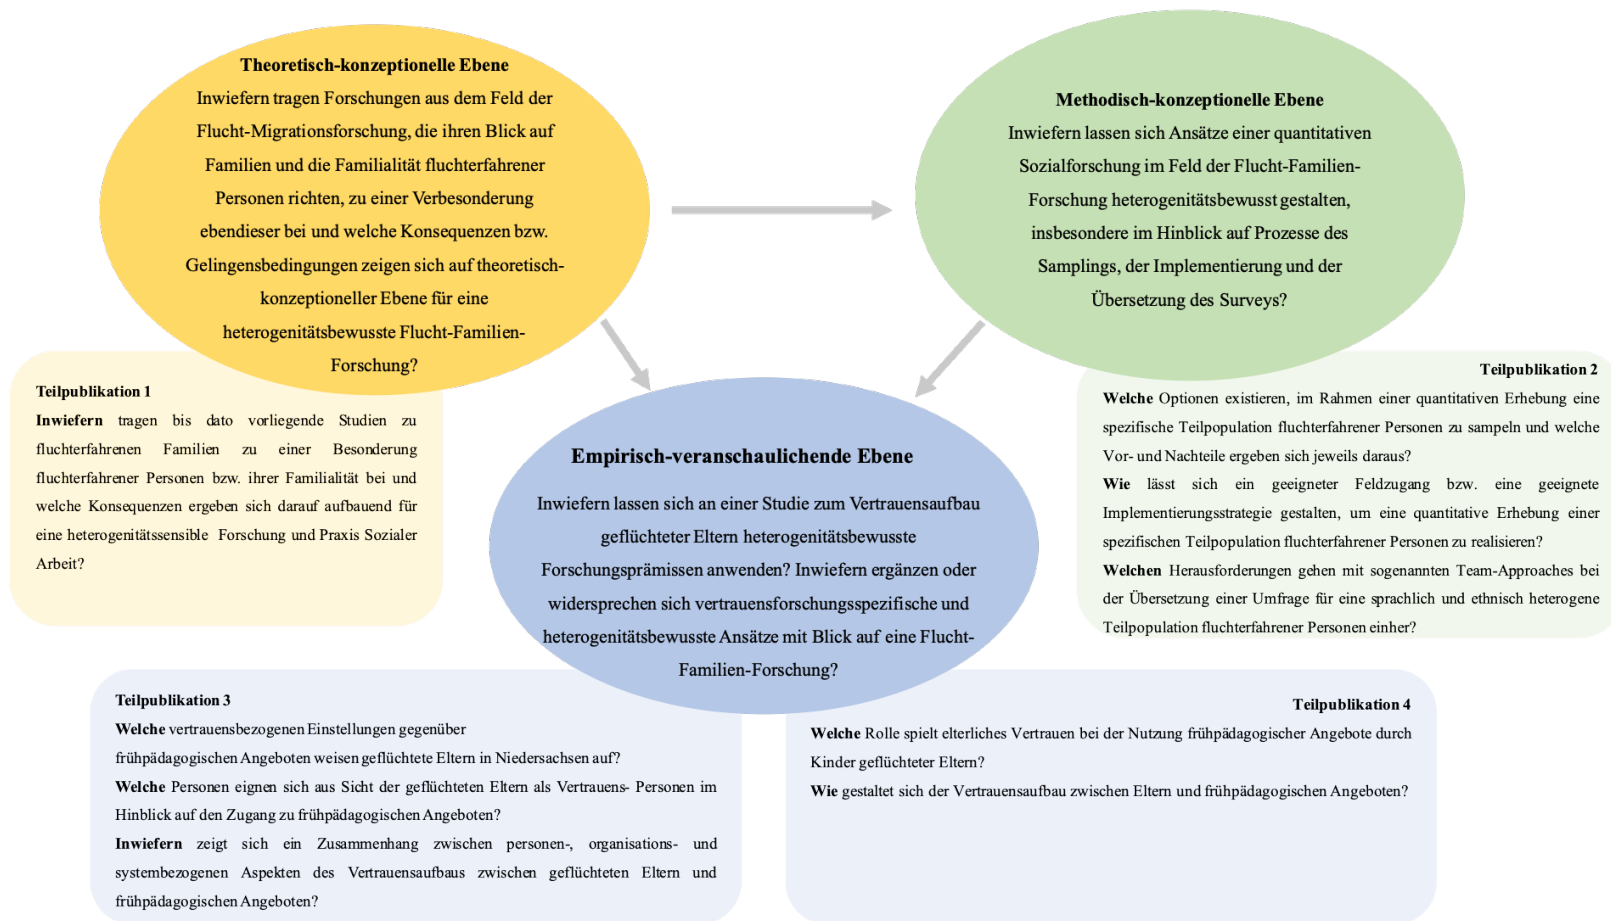 Theoretisch-konzeptionelle Ebene
Inwiefern tragen Forschungen aus dem Feld der
Flucht-Migrationsforschung, die ihren Blick auf
Familien und die Familialität fluchterfahrener
Personen richten, zu einer Verbesonderung
ebendieser bei und welche Konsequenzen bzw.
Gelingensbedingungen zeigen sich auf theoretisch-
konzeptioneller Ebene für eine
heterogenitätsbewusste Flucht-Familien-
Forschung?
Methodisch-konzeptionelle Ebene
Inwiefern lassen sich Ansätze einer quantitativen
Sozialforschung im Feld der Flucht-Familien-
Forschung heterogenitätsbewusst gestalten,
insbesondere im Hinblick auf Prozesse des
Samplings, der Implementierung und der
Übersetzung des Surveys?
Teilpublikation 1
Inwiefern tragen bis dato vorliegende Studien zu
fluchterfahrenen Familien zu einer Besonderung
fluchterfahrener Personen bzw. ihrer Familialität bei und
welche Konsequenzen ergeben sich darauf aufbauend für
eine heterogenitätssensible Forschung und Praxis Sozialer
Arbeit?
Teilpublikation 2
Welche Optionen existieren, im Rahmen einer quantitativen Erhebung eine
spezifische Teilpopulation fluchterfahrener Personen zu sampeln und welche
Vor- und Nachteile ergeben sich jeweils daraus?
Wie lässt sich ein geeigneter Feldzugang bzw. eine geeignete
Implementierungsstrategie gestalten, um eine quantitative Erhebung einer
spezifischen Teilpopulation fluchterfahrener Personen zu realisieren?
Welchen Herausforderungen gehen mit sogenannten Team-Approaches bei
der Übersetzung einer Umfrage für eine sprachlich und ethnisch heterogene
Teilpopulation fluchterfahrener Personen einher?
Empirisch-veranschaulichende Ebene
Inwiefern lassen sich an einer Studie zum Vertrauensaufbau
geflüchteter Eltern heterogenitätsbewusste
Forschungsprämissen anwenden? Inwiefern ergänzen oder
widersprechen sich vertrauensforschungsspezifische und
heterogenitätsbewusste Ansätze mit Blick auf eine Flucht-
Familien-Forschung?
Teilpublikation 3
Welche vertrauensbezogenen Einstellungen gegenüber
frühpädagogischen Angeboten weisen geflüchtete Eltern in Niedersachsen auf?
Welche Personen eignen sich aus Sicht der geflüchteten Eltern als Vertrauens- Personen im
Hinblick auf den Zugang zu frühpädagogischen Angeboten?
Inwiefern zeigt sich ein Zusammenhang zwischen personen-, organisations- und
systembezogenen Aspekten des Vertrauensaufbaus zwischen geflüchteten Eltern und
frühpädagogischen Angeboten?
Teilpublikation 4
Welche Rolle spielt elterliches Vertrauen bei der Nutzung frühpädagogischer Angebote durch
Kinder geflüchteter Eltern?
Wie gestaltet sich der Vertrauensaufbau zwischen Eltern und frühpädagogischen Angeboten?